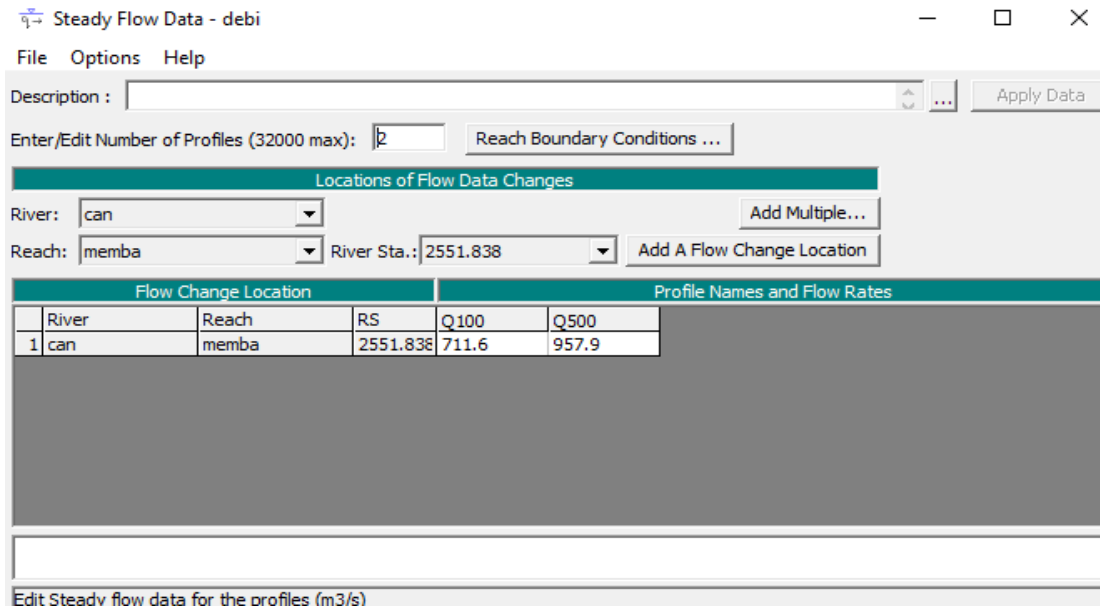 Steady Flow Data - debi
File Options Help
Description : ... Apply Data
Enter/Edit Number of Profiles (32000 max): 2 Reach Boundary Conditions ...
Locations of Flow Data Changes
River: can Add Multiple...
Reach: memba River Sta.: 2551.838 Add A Flow Change Location
Flow Change Location Profile Names and Flow Rates
River Reach RS Q100 Q500
1 can memba 2551.838 711.6 957.9
Edit Steady flow data for the profiles (m3/s)